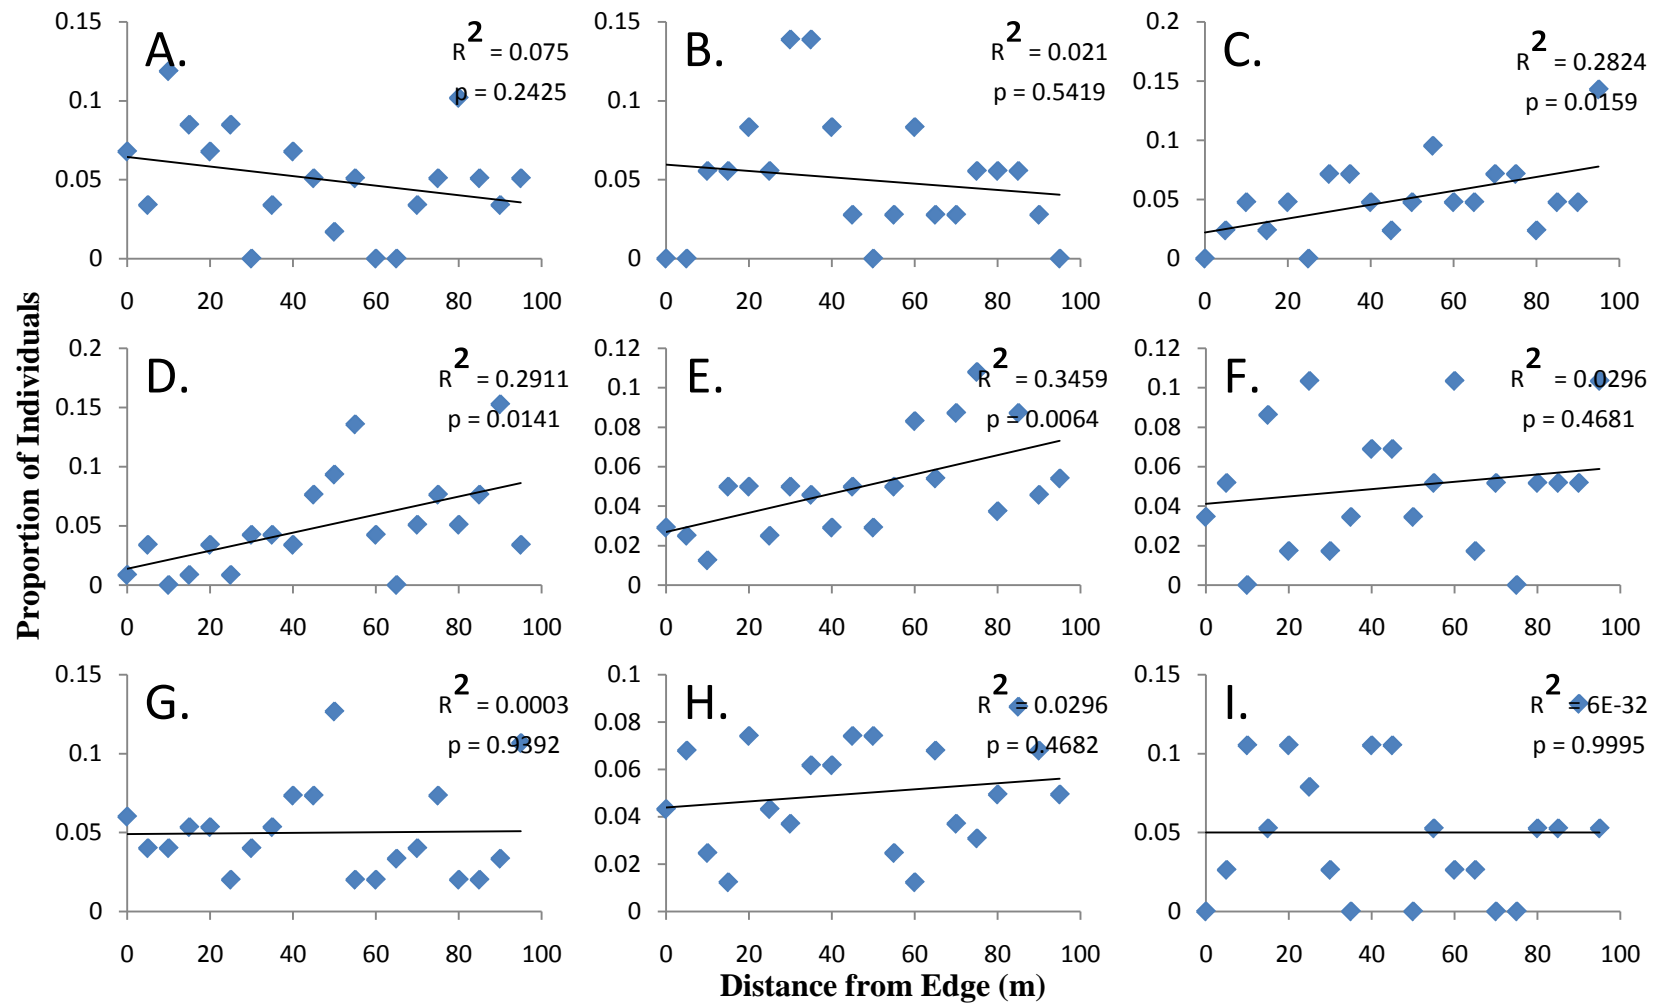 Proportion of Individuals
A.
R2 = 0.075
p = 0.2425
0.15
0.1
0.05
0
0 20 40 60 80 100
B.
R2 = 0.021
p = 0.5419
0.15
0.1
0.05
0
0 20 40 60 80 100
C.
R2 = 0.2824
p = 0.0159
0.2
0.15
0.1
0.05
0
0 20 40 60 80 100
D.
R2 = 0.2911
p = 0.0141
0.2
0.15
0.1
0.05
0
0 20 40 60 80 100
E.
R2 = 0.3459
p = 0.0064
0.12
0.1
0.08
0.06
0.04
0.02
0
0 20 40 60 80 100
F.
R2 = 0.0296
p = 0.4681
0.12
0.1
0.08
0.06
0.04
0.02
0
0 20 40 60 80 100
G.
R2 = 0.0003
p = 0.9392
0.15
0.1
0.05
0
0 20 40 60 80 100
H.
R2 = 0.0296
p = 0.4682
0.1
0.08
0.06
0.04
0.02
0
0 20 40 60 80 100
I.
R2 = 6E-32
p = 0.9995
0.15
0.1
0.05
0
0 20 40 60 80 100
Distance from Edge (m)